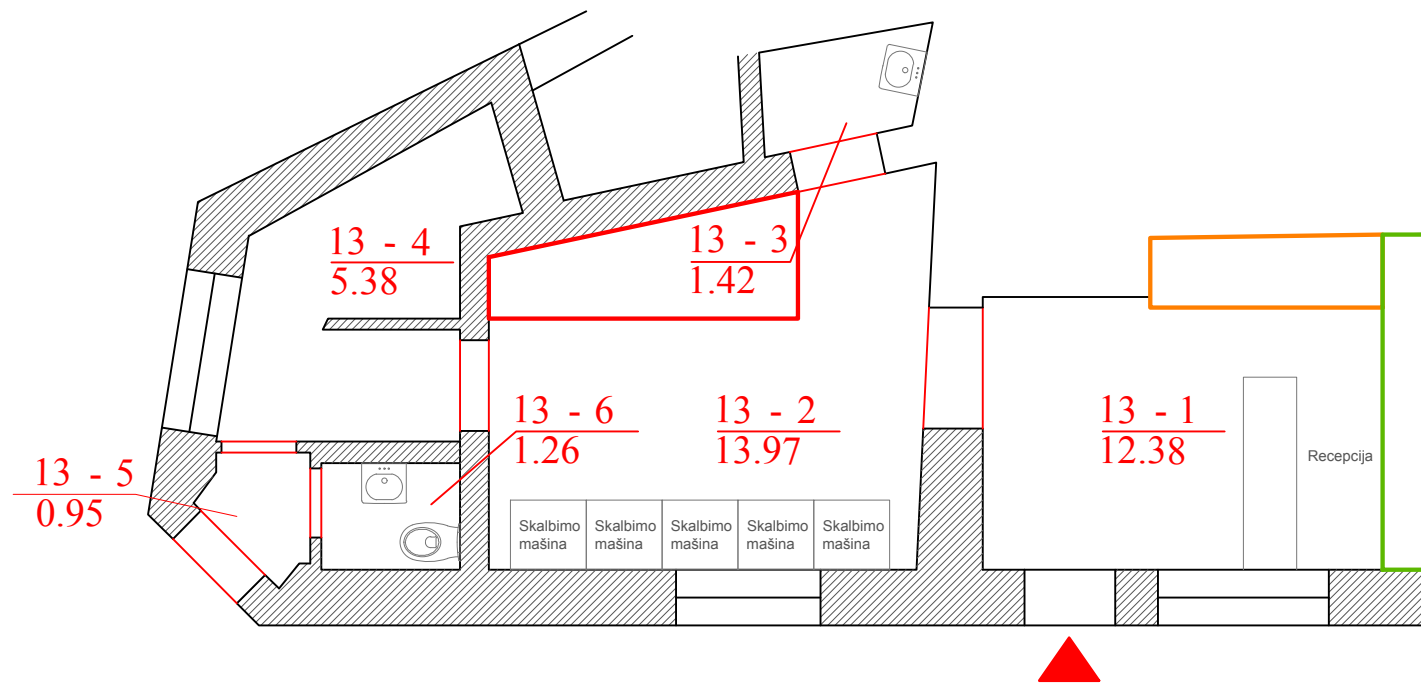 13 - 4
5.38
13 - 3
1.42
13 - 6
1.26
13 - 2
13.97
13 - 1
12.38
Recepcija
13 - 5
0.95
Skalbimo
mašina
Skalbimo
mašina
Skalbimo
mašina
Skalbimo
mašina
Skalbimo
mašina